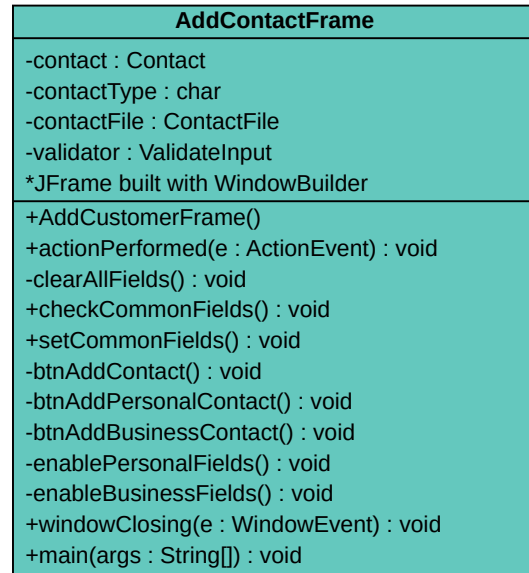 AddContactFrame
-contact : Contact
-contactType : char
-contactFile : ContactFile
-validator : ValidateInput
*JFrame built with WindowBuilder
+AddCustomerFrame()
+actionPerformed(e : ActionEvent) : void
-clearAllFields() : void
+checkCommonFields() : void
+setCommonFields() : void
-btnAddContact() : void
-btnAddPersonalContact() : void
-btnAddBusinessContact() : void
-enablePersonalFields() : void
-enableBusinessFields() : void
+windowClosing(e : WindowEvent) : void
+main(args : String[]) : void